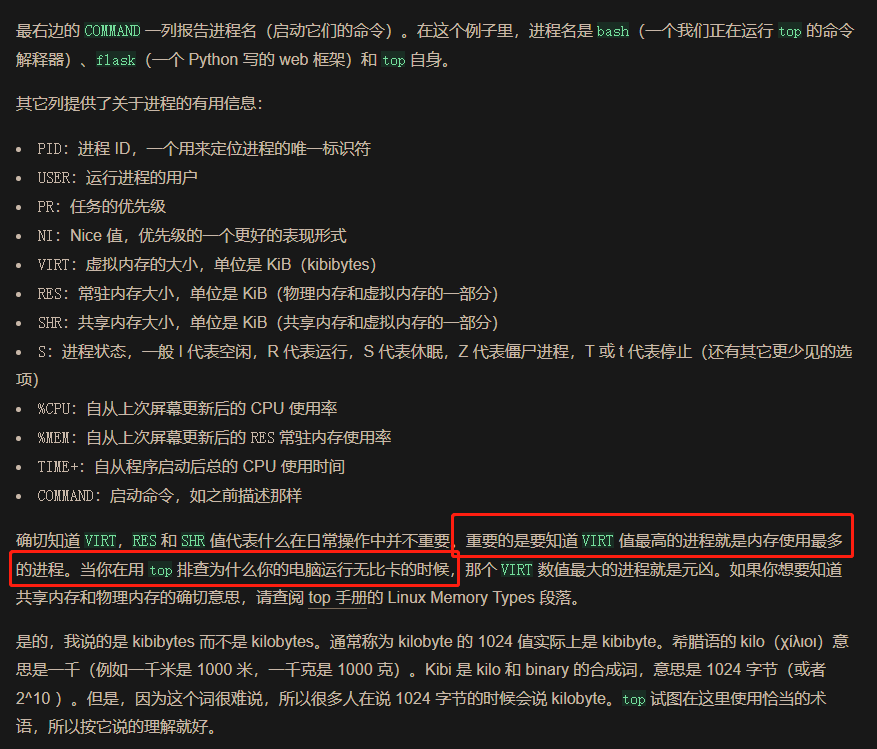 最右边的 COMMAND 一列报告进程名（启动它们的命令）。在这个例子里，进程名是 bash（一个我们正在运行 top 的命令
解释器）、flask（一个 Python 写的 web 框架）和 top 自身。
其它列提供了关于进程的有用信息：
• PID：进程 ID，一个用来定位进程的唯一标识符
• USER：运行进程的用户
• PR：任务的优先级
• NI：Nice 值，优先级的一个更好的表现形式
• VIRT：虚拟内存的大小，单位是 KiB（kibibytes）
• RES：常驻内存大小，单位是 KiB（物理内存和虚拟内存的一部分）
• SHR：共享内存大小，单位是 KiB（共享内存和虚拟内存的一部分）
• S：进程状态，一般 I 代表空闲，R 代表运行，S 代表休眠，Z 代表僵尸进程，T 或 t 代表停止（还有其它更少见的选
项）
• %CPU：自从上次屏幕更新后的 CPU 使用率
• %MEM：自从上次屏幕更新后的 RES 常驻内存使用率
• TIME+：自从程序启动后总的 CPU 使用时间
• COMMAND：启动命令，如之前描述那样
确切知道 VIRT，RES 和 SHR 值代表什么在日常操作中并不重要。重要的是要知道 VIRT 值最高的进程就是内存使用最多
的进程。当你在用 top 排查为什么你的电脑运行无比卡的时候，那个 VIRT 数值最大的进程就是元凶。如果你想要知道
共享内存和物理内存的确切意思，请查阅 top 手册的 Linux Memory Types 段落。
是的，我说的是 kibibytes 而不是 kilobytes。通常称为 kilobyte 的 1024 值实际上是 kibibyte。希腊语的 kilo（χίλιοι）意
思是一千（例如一千米是 1000 米，一千克是 1000 克）。Kibi 是 kilo 和 binary 的合成词，意思是 1024 字节（或者
2^10 ）。但是，因为这个词很难说，所以很多人在说 1024 字节的时候会说 kilobyte。top 试图在这里使用恰当的术
语，所以按它说的理解就好。